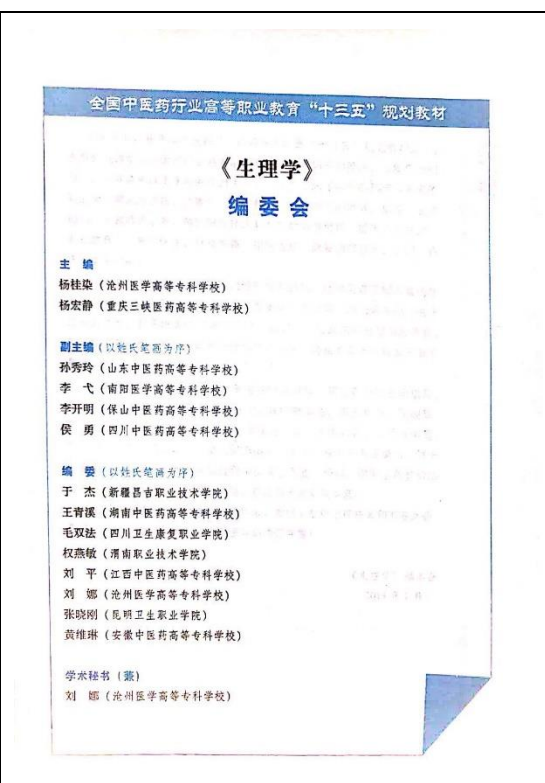 全国中医药行业高等职业教育“十三五”规划教材
《生理学》
编委会
主 编
杨桂染（沧州医学高等专科学校）
杨宏静（重庆三峡医药高等专科学校）
副主编（以姓氏笔画为序）
孙秀玲（山东中医药高等专科学校）
李 弋（南阳医学高等专科学校）
李开明（保山中医药高等专科学校）
侯 勇（四川中医药高等专科学校）
编 委（以姓氏笔画为序）
于 杰（新疆昌吉职业技术学院）
王青溪（湖南中医药高等专科学校）
毛双法（四川卫生康复职业学院）
权燕敏（渭南职业技术学院）
刘 平（江西中医药高等专科学校）
刘 娜（沧州医学高等专科学校）
张晓刚（昆明卫生职业学院）
黄维琳（安徽中医药高等专科学校）
学术秘书（兼）
刘 娜（沧州医学高等专科学校）